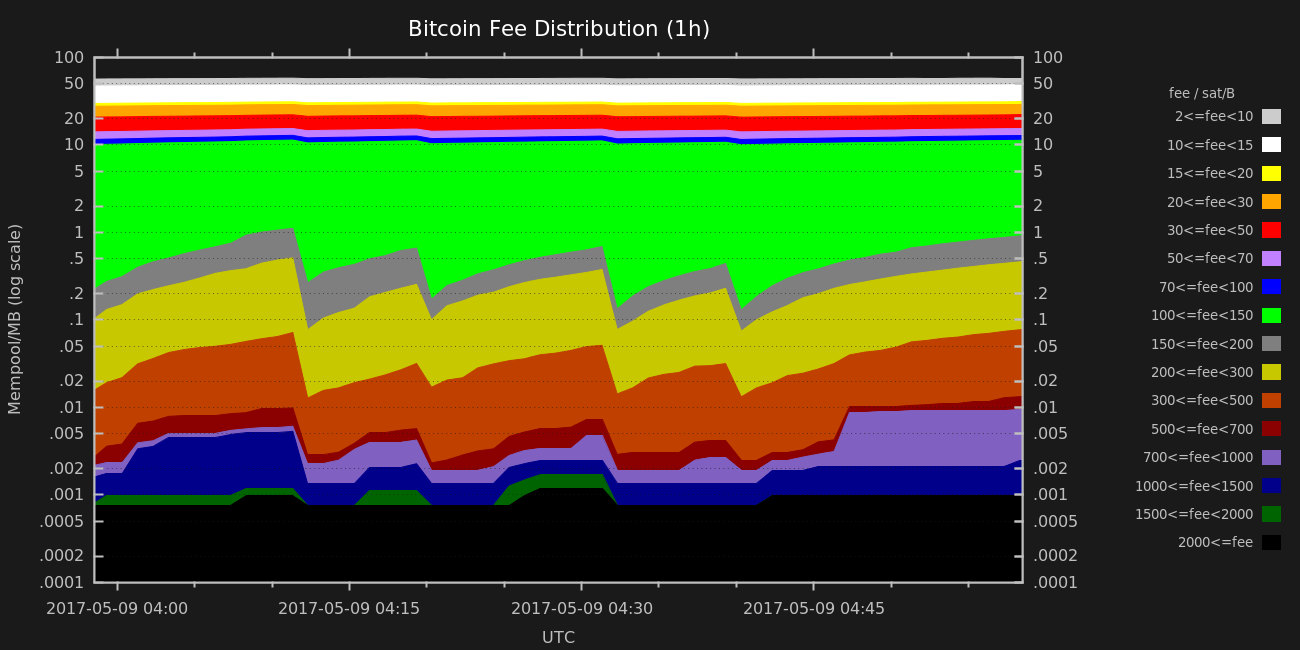 Bitcoin Fee Distribution (1h)
Mempool/MB (log scale)
100
50
20
10
5
2
1
.5
.2
.1
.05
.02
.01
.005
.002
.001
.0005
.0002
.0001
100
50
20
10
5
2
1
.5
.2
.1
.05
.02
.01
.005
.002
.001
.0005
.0002
.0001
2017-05-09 04:00
2017-05-09 04:15
2017-05-09 04:30
2017-05-09 04:45
UTC
fee / sat/B
2<=fee<10
10<=fee<15
15<=fee<20
20<=fee<30
30<=fee<50
50<=fee<70
70<=fee<100
100<=fee<150
150<=fee<200
200<=fee<300
300<=fee<500
500<=fee<700
700<=fee<1000
1000<=fee<1500
1500<=fee<2000
2000<=fee